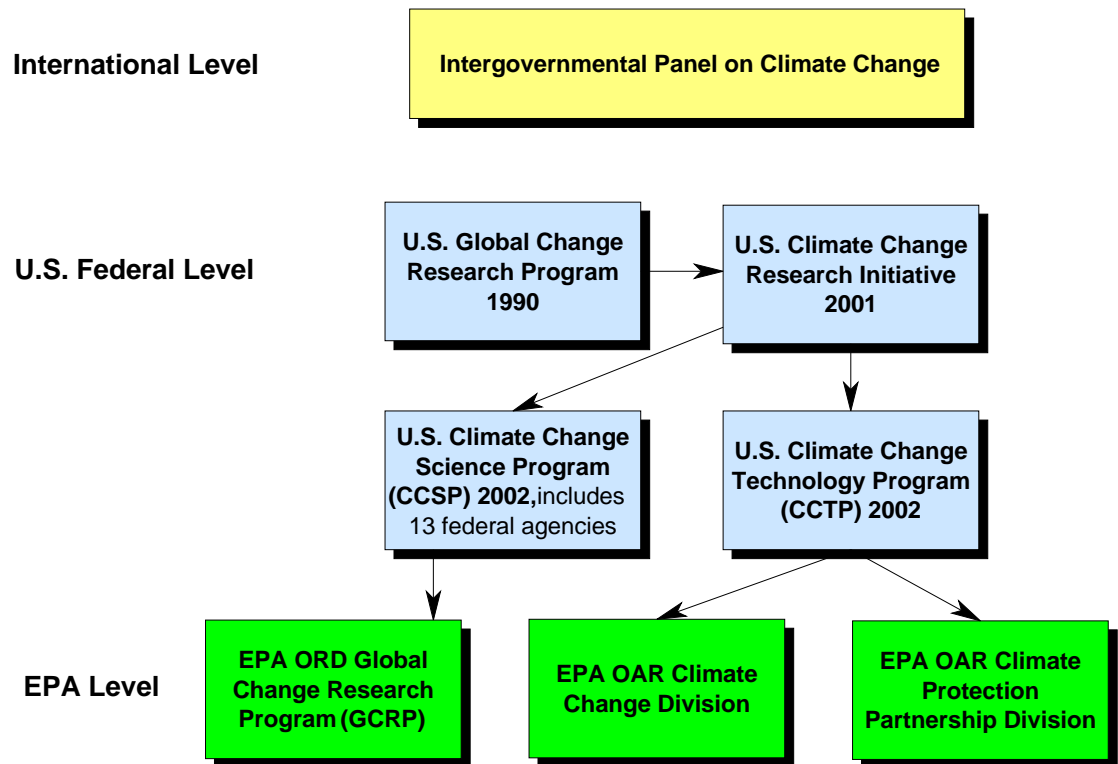 International Level
Intergovernmental Panel on Climate Change
U.S. Federal Level
U.S. Global Change
Research Program
1990
U.S. Climate Change
Research Initiative
2001
U.S. Climate Change
Science Program
(CCSP) 2002,includes
13 federal agencies
U.S. Climate Change
Technology Program
(CCTP) 2002
EPA Level
EPA ORD Global
Change Research
Program (GCRP)
EPA OAR Climate
Change Division
EPA OAR Climate
Protection
Partnership Division